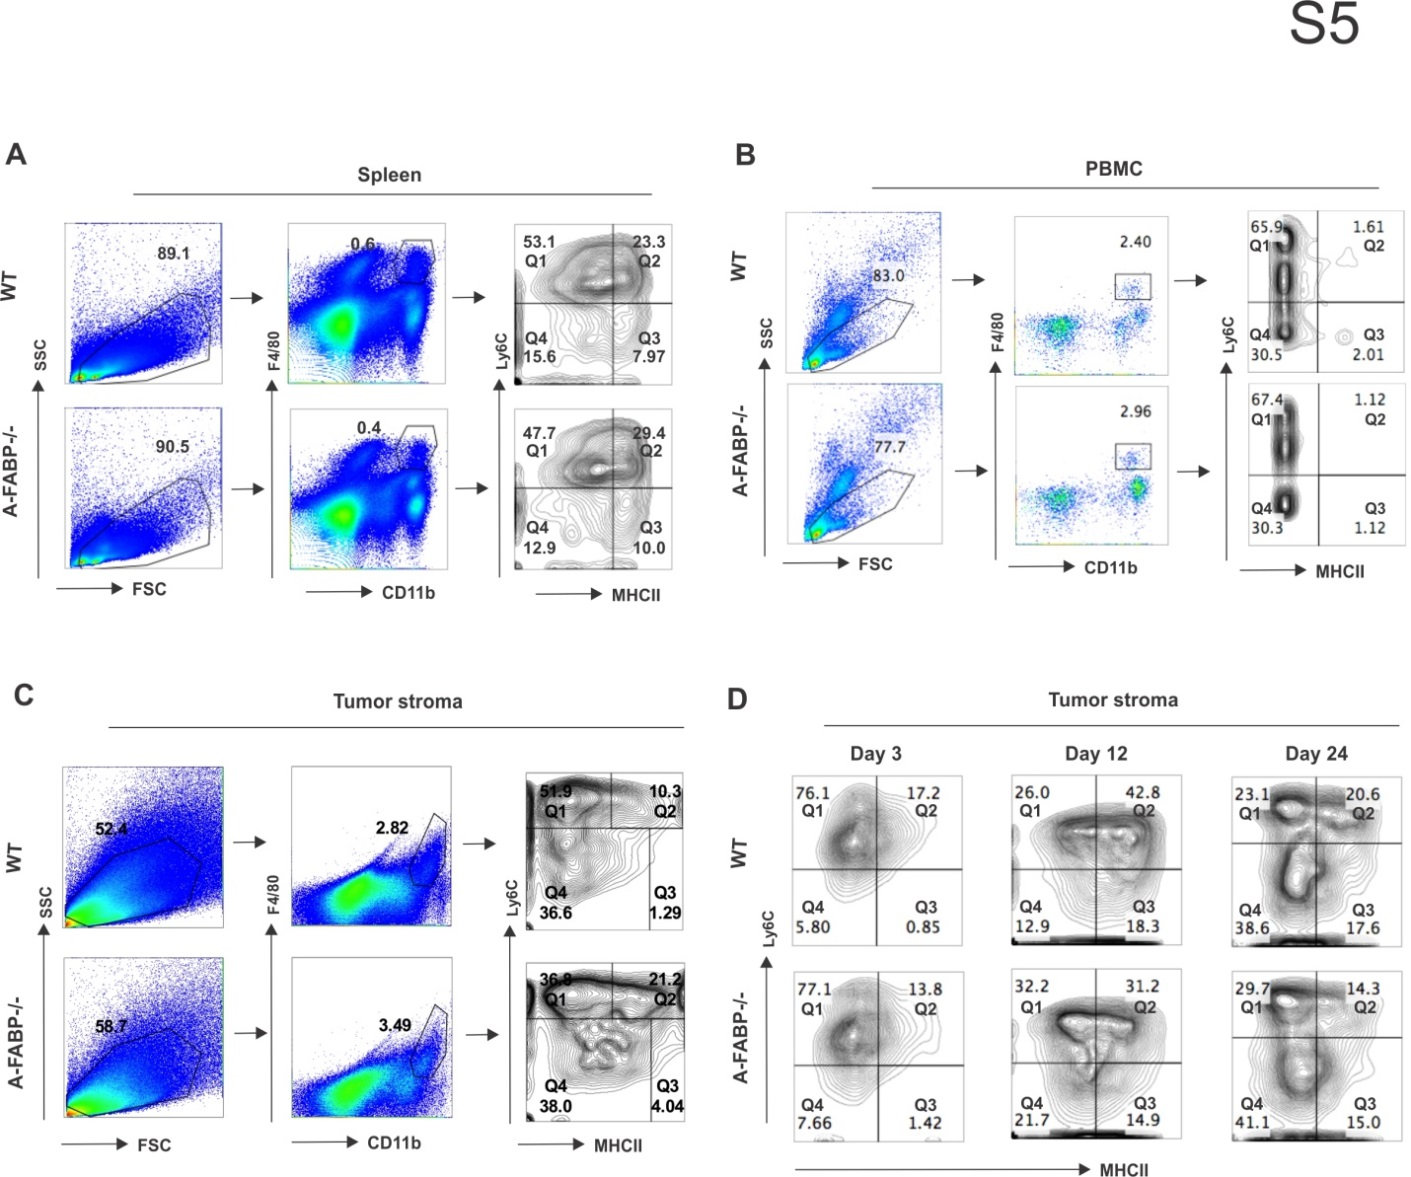 S5
A
Spleen
WT
A-FABP-/-
SSC
89.1
90.5
FSC
F4/80
0.6
0.4
CD11b
Ly6C
53.1
Q1
23.3
Q2
Q4
15.6
Q3
7.97
47.7
Q1
29.4
Q2
Q4
12.9
Q3
10.0
MHCII
B
PBMC
WT
A-FABP-/-
SSC
83.0
77.7
FSC
F4/80
2.40
2.96
CD11b
Ly6C
65.9
Q1
1.61
Q2
Q4
30.5
Q3
2.01
67.4
Q1
1.12
Q2
Q4
30.3
Q3
1.12
MHCII
C
Tumor stroma
WT
A-FABP-/-
SSC
52.4
58.7
FSC
F4/80
2.82
3.49
CD11b
Ly6C
51.9
Q1
10.3
Q2
Q4
36.6
Q3
1.29
36.8
Q1
21.2
Q2
Q4
38.0
Q3
4.04
MHCII
D
Tumor stroma
Day 3
Day 12
Day 24
WT
A-FABP-/-
Ly6C
76.1
Q1
17.2
Q2
Q4
5.80
Q3
0.85
26.0
Q1
42.8
Q2
Q4
12.9
Q3
18.3
23.1
Q1
20.6
Q2
Q4
38.6
Q3
17.6
77.1
Q1
13.8
Q2
Q4
7.66
Q3
1.42
32.2
Q1
31.2
Q2
Q4
21.7
Q3
14.9
29.7
Q1
14.3
Q2
Q4
41.1
Q3
15.0
MHCII